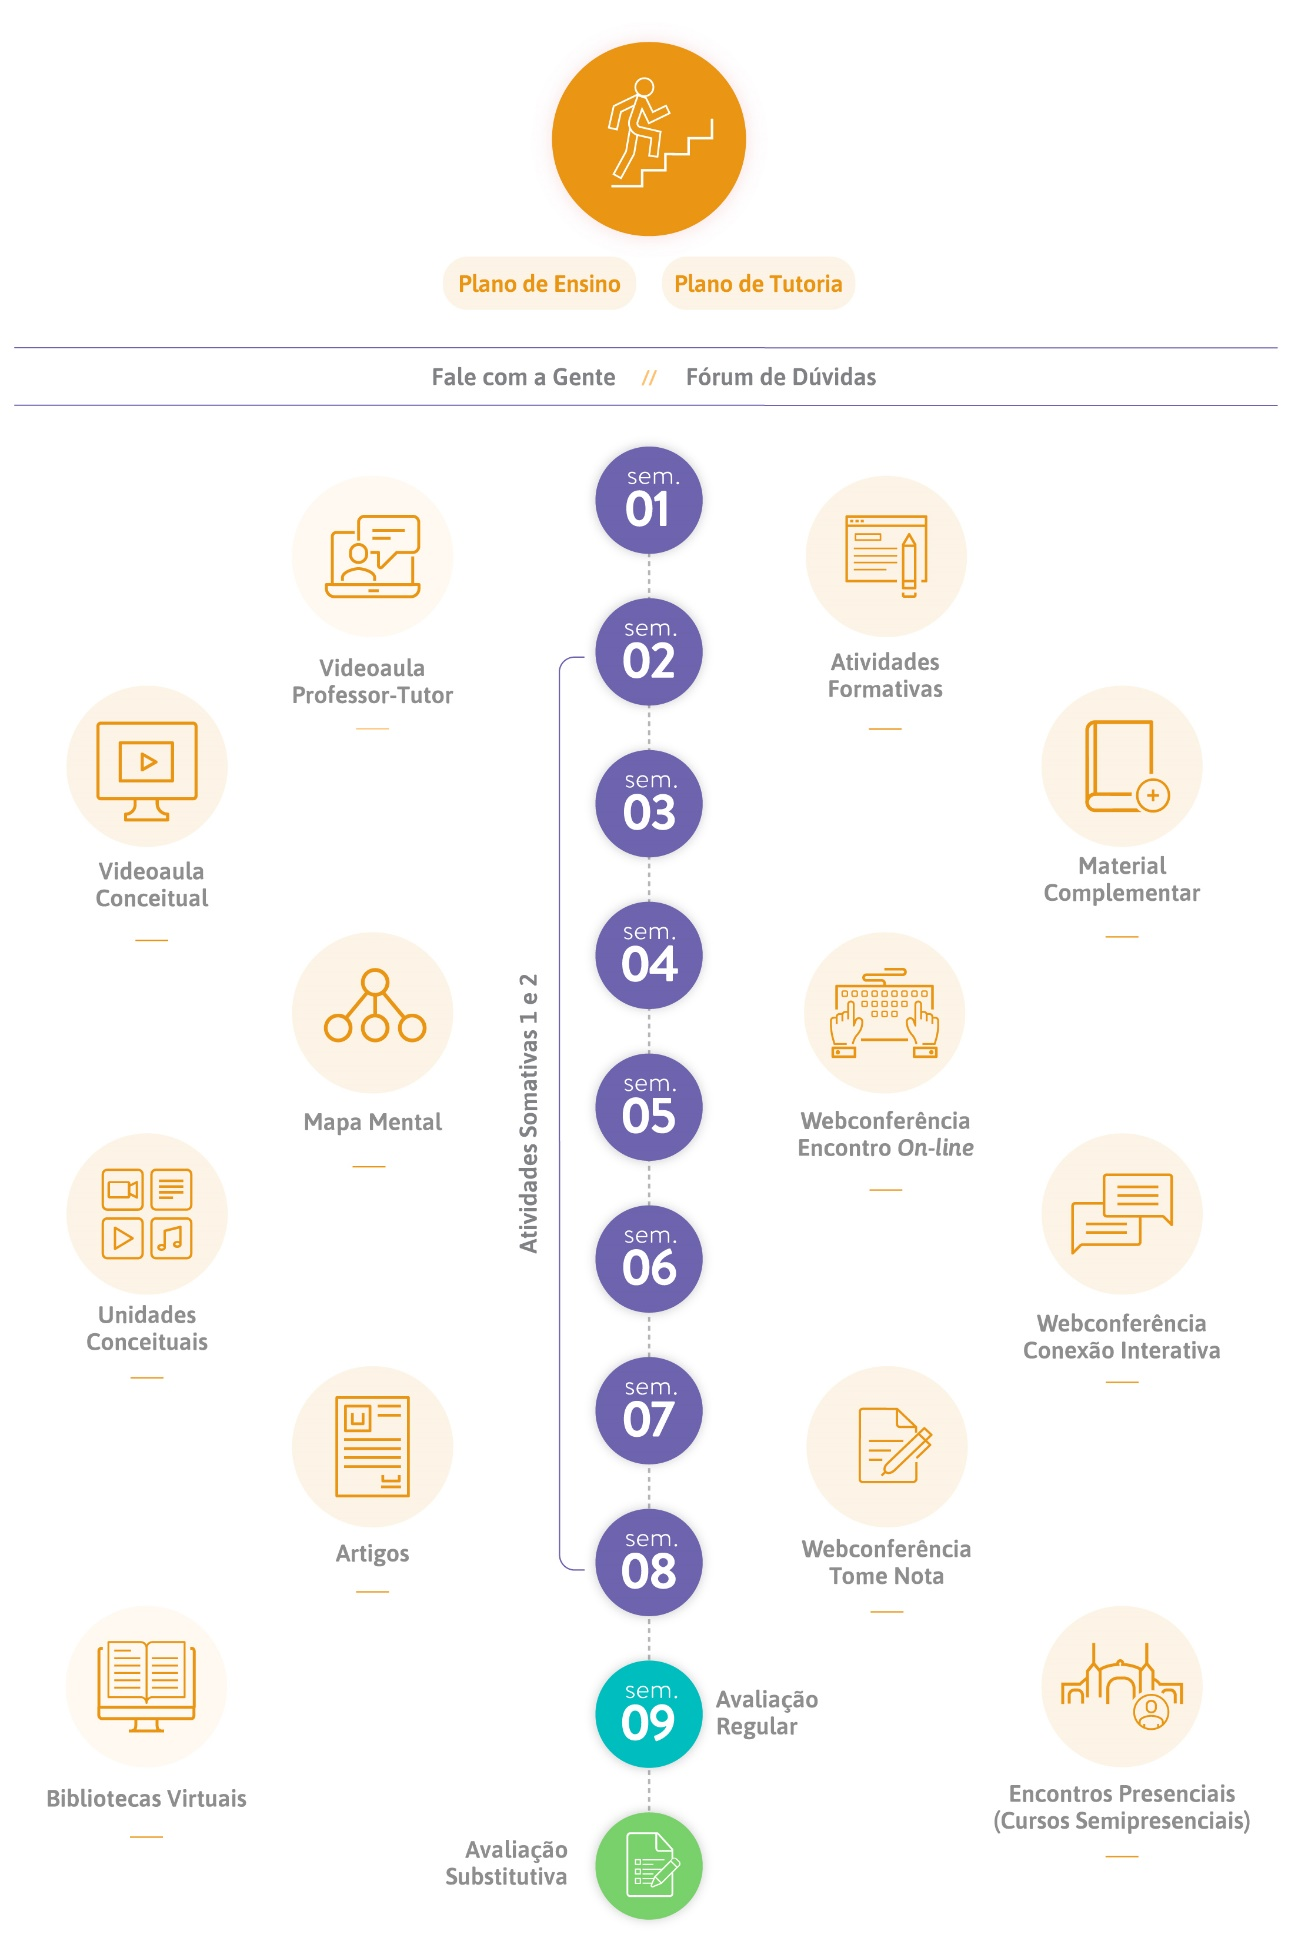 Plano de Ensino
Plano de Tutoria
Fale com a Gente // Fórum de Dúvidas
sem.
01
Videoaula
Professor-Tutor
Atividades
Formativas
sem.
02
Videoaula
Conceitual
sem.
03
Material
Complementar
sem.
04
Mapa Mental
Atividades Somativas 1 e 2
sem.
05
Webconferência
Encontro On-line
Unidades
Conceituais
sem.
06
Webconferência
Conexão Interativa
sem.
07
Artigos
sem.
08
Webconferência
Tome Nota
sem.
09
Avaliação
Regular
Bibliotecas Virtuais
Encontros Presenciais
(Cursos Semipresenciais)
Avaliação
Substitutiva